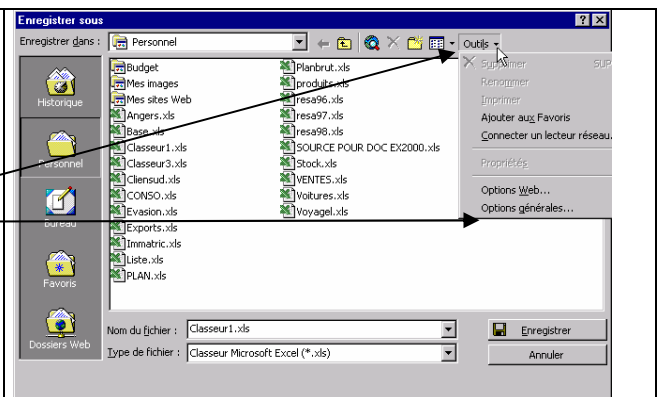 Enregistrer sous
Enregistrer dans : Personnel Outils
Historique
Personnel
Bureau
Favoris
Dossiers Web
Budget
Mes images
Mes sites Web
Angers.xls
Base.xls
Classeur1.xls
Classeur3.xls
Cliensud.xls
CONSO.xls
Evasion.xls
Exports.xls
Immatric.xls
Liste.xls
PLAN.xls
Planbrut.xls
produits.xls
resa96.xls
resa97.xls
resa98.xls
SOURCE POUR DOC EX2000.xls
Stock.xls
VENTES.xls
Voitures.xls
Voyagel.xls
Supprimer SUP
Renommer
Imprimer
Ajouter aux Favoris
Connecter un lecteur réseau.
Propriétés
Options Web...
Options générales...
Nom du fichier : Classeur1.xls Enregistrer
Type de fichier : Classeur Microsoft Excel (*.xls) Annuler